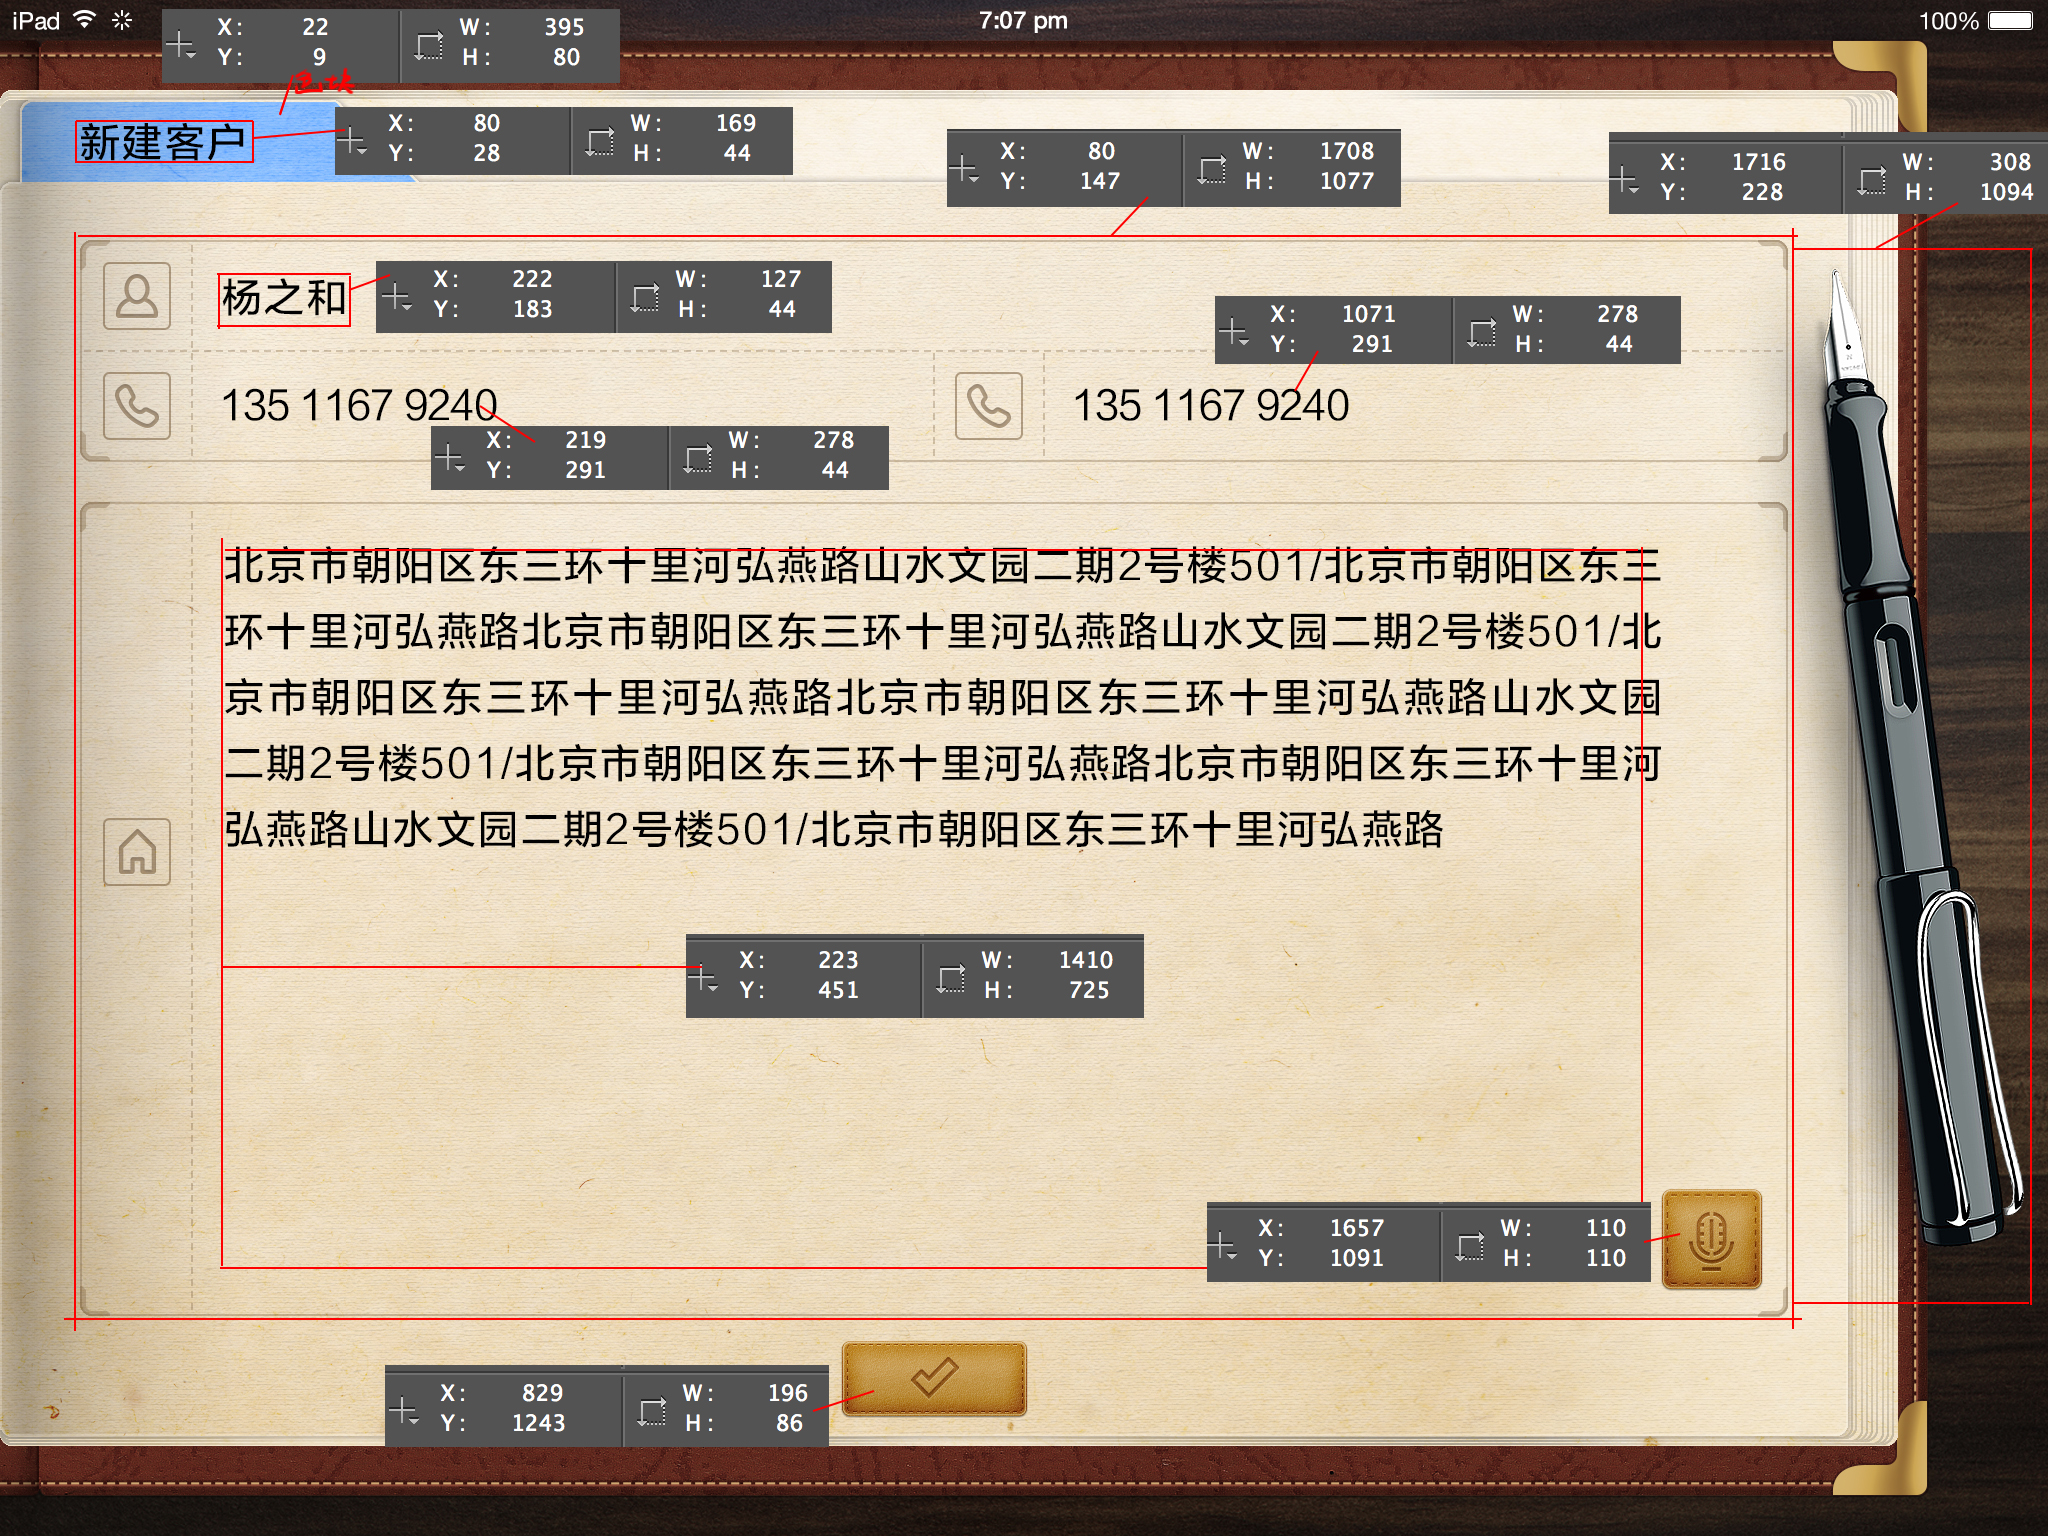 iPad 7:07 pm 100%
X: 22 W: 395
Y: 9 H: 80
色块
新建客户
X: 80 W: 169
Y: 28 H: 44
X: 80 W: 1708
Y: 147 H: 1077
X: 1716 W: 308
Y: 228 H: 1094
杨之和
X: 222 W: 127
Y: 183 H: 44
X: 1071 W: 278
Y: 291 H: 44
135 1167 9240
135 1167 9240
X: 219 W: 278
Y: 291 H: 44
北京市朝阳区东三环十里河弘燕路山水文园二期2号楼501/北京市朝阳区东三
环十里河弘燕路北京市朝阳区东三环十里河弘燕路山水文园二期2号楼501/北
京市朝阳区东三环十里河弘燕路北京市朝阳区东三环十里河弘燕路山水文园
二期2号楼501/北京市朝阳区东三环十里河弘燕路北京市朝阳区东三环十里河
弘燕路山水文园二期2号楼501/北京市朝阳区东三环十里河弘燕路
X: 223 W: 1410
Y: 451 H: 725
X: 1657 W: 110
Y: 1091 H: 110
X: 829 W: 196
Y: 1243 H: 86